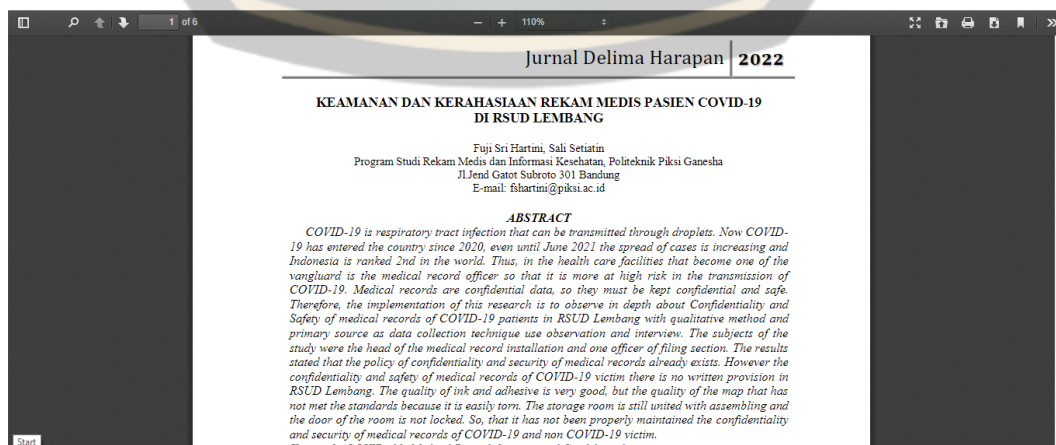 1 of 6
110%
Jurnal Delima Harapan 2022
KEAMANAN DAN KERAHASIAAN REKAM MEDIS PASIEN COVID-19
DI RSUD LEMBANG
Fuji Sri Hartini, Sali Setiatin
Program Studi Rekam Medis dan Informasi Kesehatan, Politeknik Piksi Ganesha
Jl.Jend Gatot Subroto 301 Bandung
E-mail: fshartini@piksi.ac.id
ABSTRACT
COVID-19 is respiratory tract infection that can be transmitted through droplets. Now COVID-
19 has entered the country since 2020, even until June 2021 the spread of cases is increasing and
Indonesia is ranked 2nd in the world. Thus, in the health care facilities that become one of the
vanguard is the medical record officer so that it is more at high risk in the transmission of
COVID-19. Medical records are confidential data, so they must be kept confidential and safe.
Therefore, the implementation of this research is to observe in depth about Confidentiality and
Safety of medical records of COVID-19 patients in RSUD Lembang with qualitative method and
primary source as data collection technique use observation and interview. The subjects of the
study were the head of the medical record installation and one officer of filing section. The results
stated that the policy of confidentiality and security of medical records already exists. However the
confidentiality and safety of medical records of COVID-19 victim there is no written provision in
RSUD Lembang. The quality of ink and adhesive is very good, but the quality of the map that has
not met the standards because it is easily torn. The storage room is still united with assembling and
the door of the room is not locked. So, that it has not been properly maintained the confidentiality
and security of medical records of COVID-19 and non COVID-19 victim.
Start